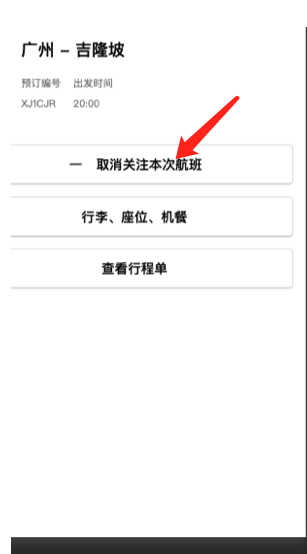 广州 – 吉隆坡
预订编号 出发时间
XJ1CJR 20:00
— 取消关注本次航班
行李、座位、机餐
查看行程单